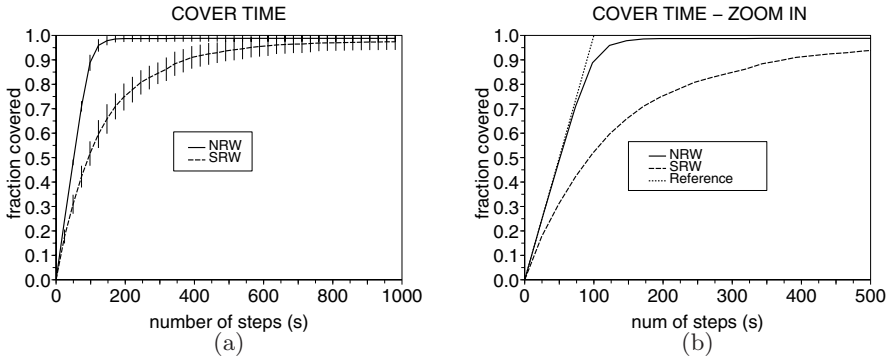 COVER TIME
fraction covered
1.0
0.9
0.8
0.7
0.6
0.5
0.4
0.3
0.2
0.1
0.0
NRW
SRW
0 200 400 600 800 1000
number of steps (s)
(a)
COVER TIME – ZOOM IN
fraction covered
1.0
0.9
0.8
0.7
0.6
0.5
0.4
0.3
0.2
0.1
0.0
NRW
SRW
Reference
0 100 200 300 400 500
num of steps (s)
(b)